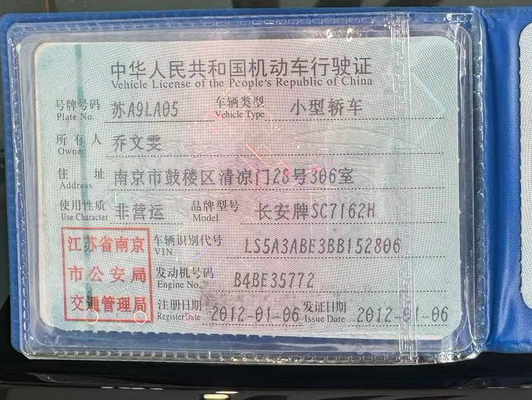 中华人民共和国机动车行驶证
Vehicle License of the People's Republic of China
号牌号码 苏A9LA05 车辆类型 小型轿车
Plate No. Vehicle Type
所有人 乔文雯
Owner
住址 南京市鼓楼区清凉门28号306室
Address
使用性质 非营运 品牌型号 长安牌SC7162H
Use Character Model
江苏省南京
市公安局
交通管理局
车辆识别代号 LS5A3ABE3BB152806
VIN
发动机号码 B4BE35772
Engine No.
注册日期 2012-01-06 发证日期 2012-01-06
Register Date Issue Date